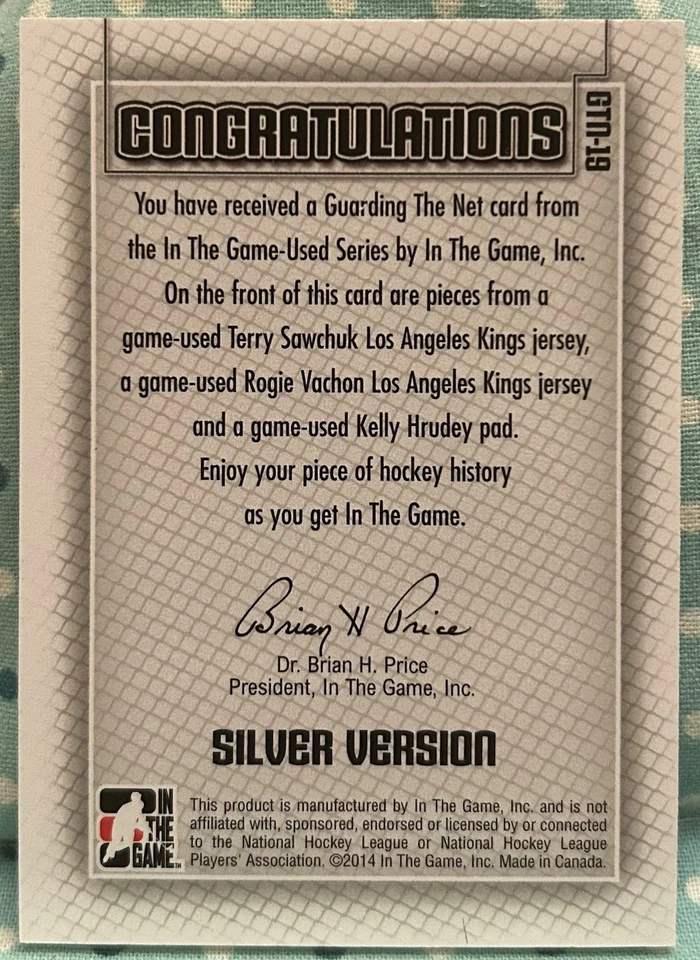 CONGRATULATIONS
GTN-19
You have received a Guarding The Net card from
the In The Game-Used Series by In The Game, Inc.
On the front of this card are pieces from a
game-used Terry Sawchuk Los Angeles Kings jersey,
a game-used Rogie Vachon Los Angeles Kings jersey
and a game-used Kelly Hrudey pad.
Enjoy your piece of hockey history
as you get In The Game.
Brian H Price
Dr. Brian H. Price
President, In The Game, Inc.
SILVER VERSION
IN
THE
GAME™
This product is manufactured by In The Game, Inc. and is not
affiliated with, sponsored, endorsed or licensed by or connected
to the National Hockey League or National Hockey League
Players' Association. ©2014 In The Game, Inc. Made in Canada.